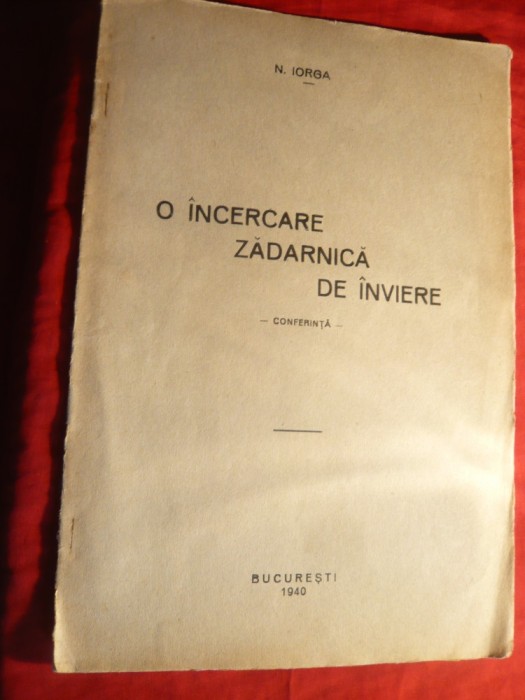 N. IORGA
O ÎNCERCARE
ZĂDARNICĂ
DE ÎNVIERE
— CONFERINȚĂ —
BUCUREȘTI
1940